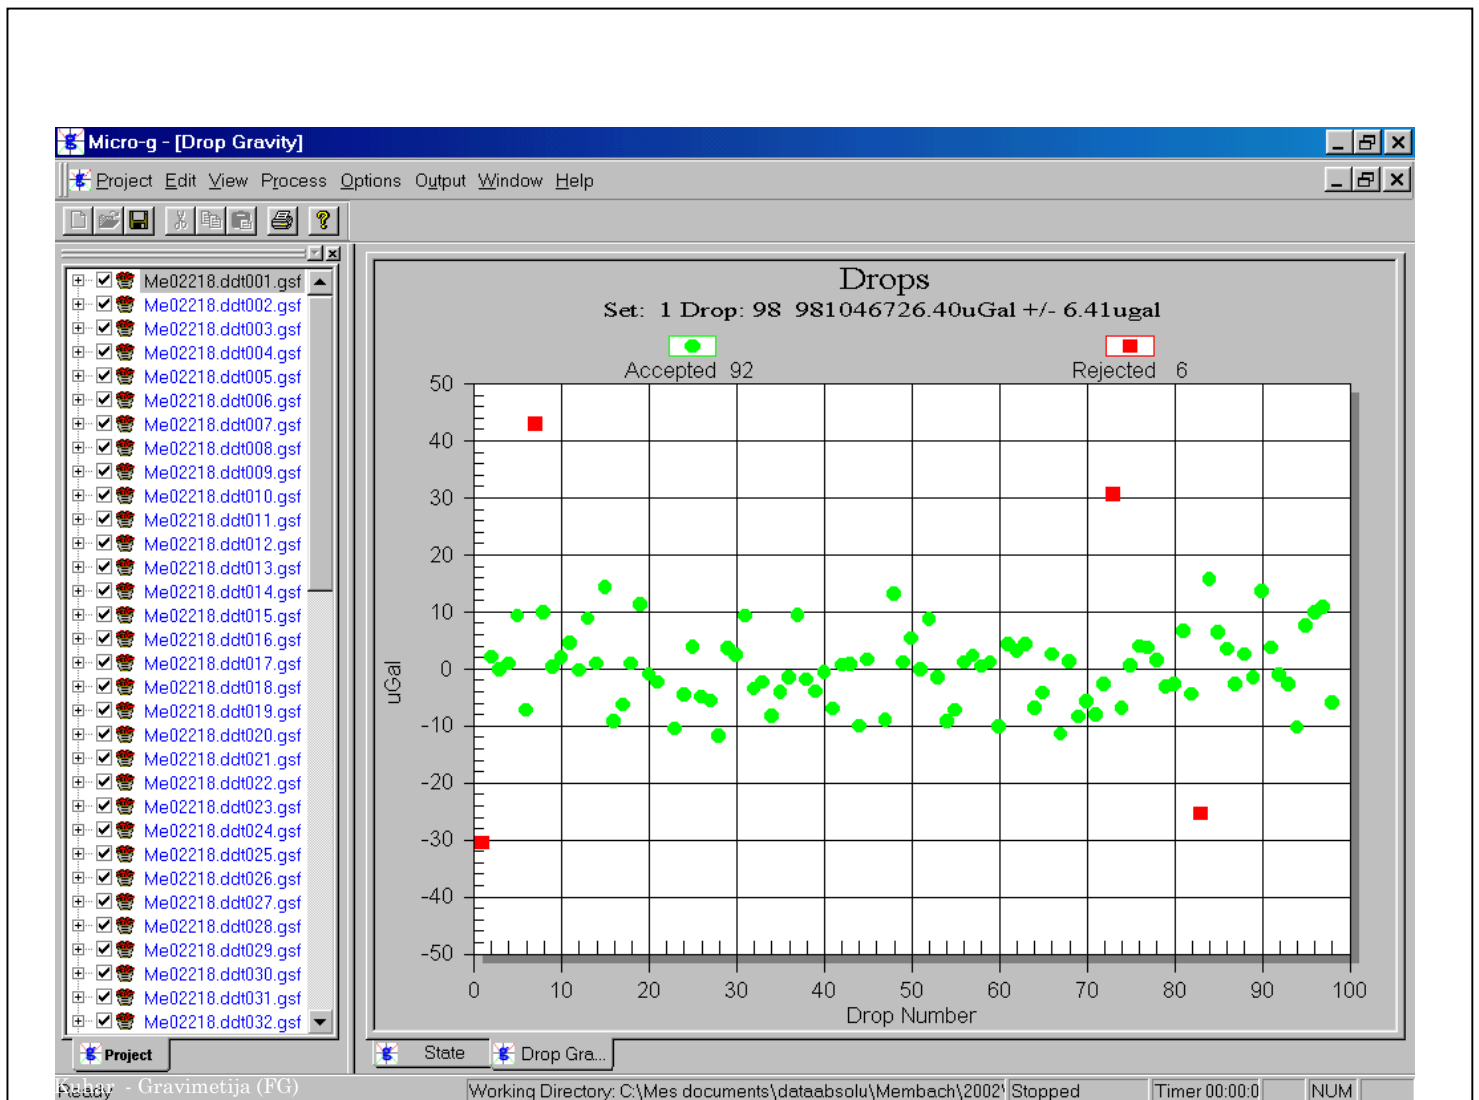 Micro-g - [Drop Gravity]
Project Edit View Process Options Output Window Help
Me02218.ddt001.gsf
Me02218.ddt002.gsf
Me02218.ddt003.gsf
Me02218.ddt004.gsf
Me02218.ddt005.gsf
Me02218.ddt006.gsf
Me02218.ddt007.gsf
Me02218.ddt008.gsf
Me02218.ddt009.gsf
Me02218.ddt010.gsf
Me02218.ddt011.gsf
Me02218.ddt012.gsf
Me02218.ddt013.gsf
Me02218.ddt014.gsf
Me02218.ddt015.gsf
Me02218.ddt016.gsf
Me02218.ddt017.gsf
Me02218.ddt018.gsf
Me02218.ddt019.gsf
Me02218.ddt020.gsf
Me02218.ddt021.gsf
Me02218.ddt022.gsf
Me02218.ddt023.gsf
Me02218.ddt024.gsf
Me02218.ddt025.gsf
Me02218.ddt026.gsf
Me02218.ddt027.gsf
Me02218.ddt028.gsf
Me02218.ddt029.gsf
Me02218.ddt030.gsf
Me02218.ddt031.gsf
Me02218.ddt032.gsf
Project
Drops
Set: 1 Drop: 98 981046726.40uGal +/- 6.41ugal
Accepted 92
Rejected 6
50
40
30
20
10
0
-10
-20
-30
-40
-50
uGal
0 10 20 30 40 50 60 70 80 90 100
Drop Number
State
Drop Gra...
Ready
Kuhar - Gravimetija (FG)
Working Directory: C:\Mes documents\dataabsolu\Membach\2002\
Stopped
Timer 00:00:0
NUM